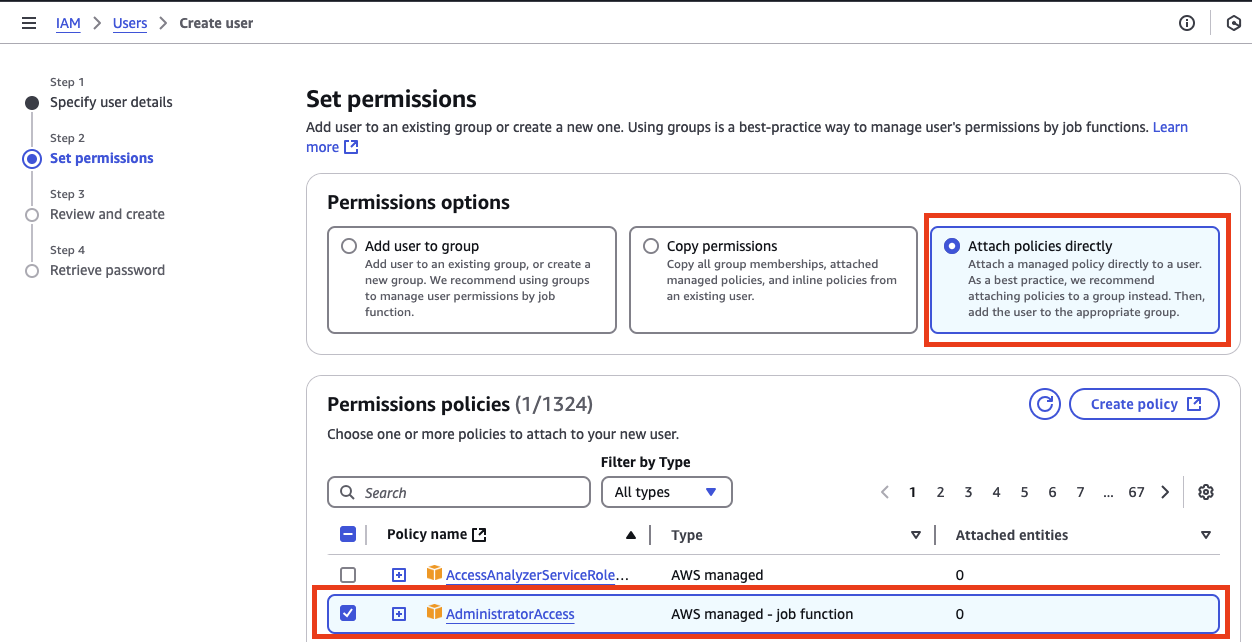 IAM > Users > Create user
Step 1
Specify user details
Step 2
Set permissions
Step 3
Review and create
Step 4
Retrieve password
Set permissions
Add user to an existing group or create a new one. Using groups is a best-practice way to manage user's permissions by job functions. Learn
more
Permissions options
Add user to group
Add user to an existing group, or create a
new group. We recommend using groups
to manage user permissions by job
function.
Copy permissions
Copy all group memberships, attached
managed policies, and inline policies from
an existing user.
Attach policies directly
Attach a managed policy directly to a user.
As a best practice, we recommend
attaching policies to a group instead. Then,
add the user to the appropriate group.
Permissions policies (1/1324)
Create policy
Choose one or more policies to attach to your new user.
Filter by Type
Search
All types
1 2 3 4 5 6 7 ... 67
Policy name Type Attached entities
AccessAnalyzerServiceRole... AWS managed 0
AdministratorAccess AWS managed - job function 0